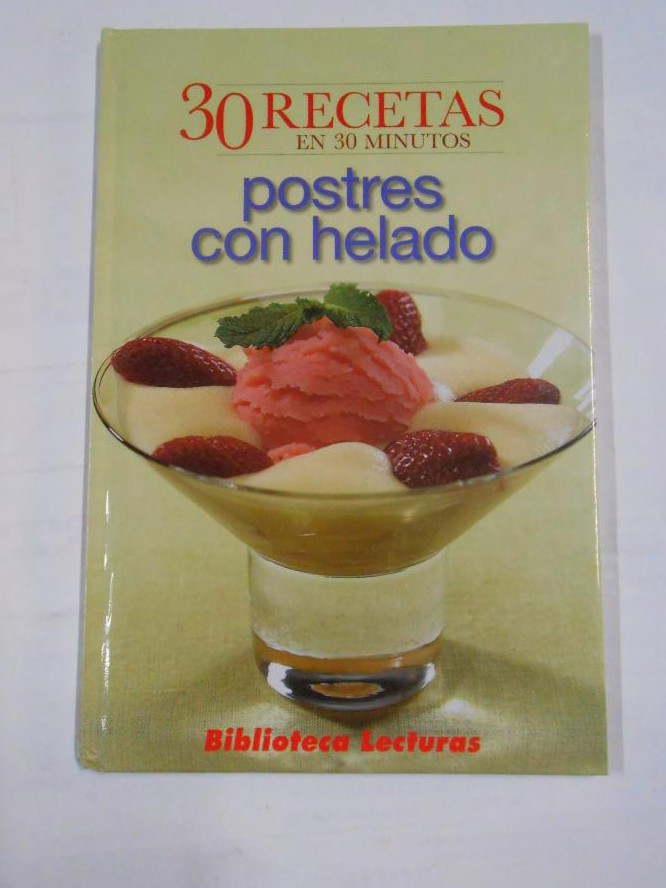 30 RECETAS
EN 30 MINUTOS
postres
con helado
Biblioteca Lecturas